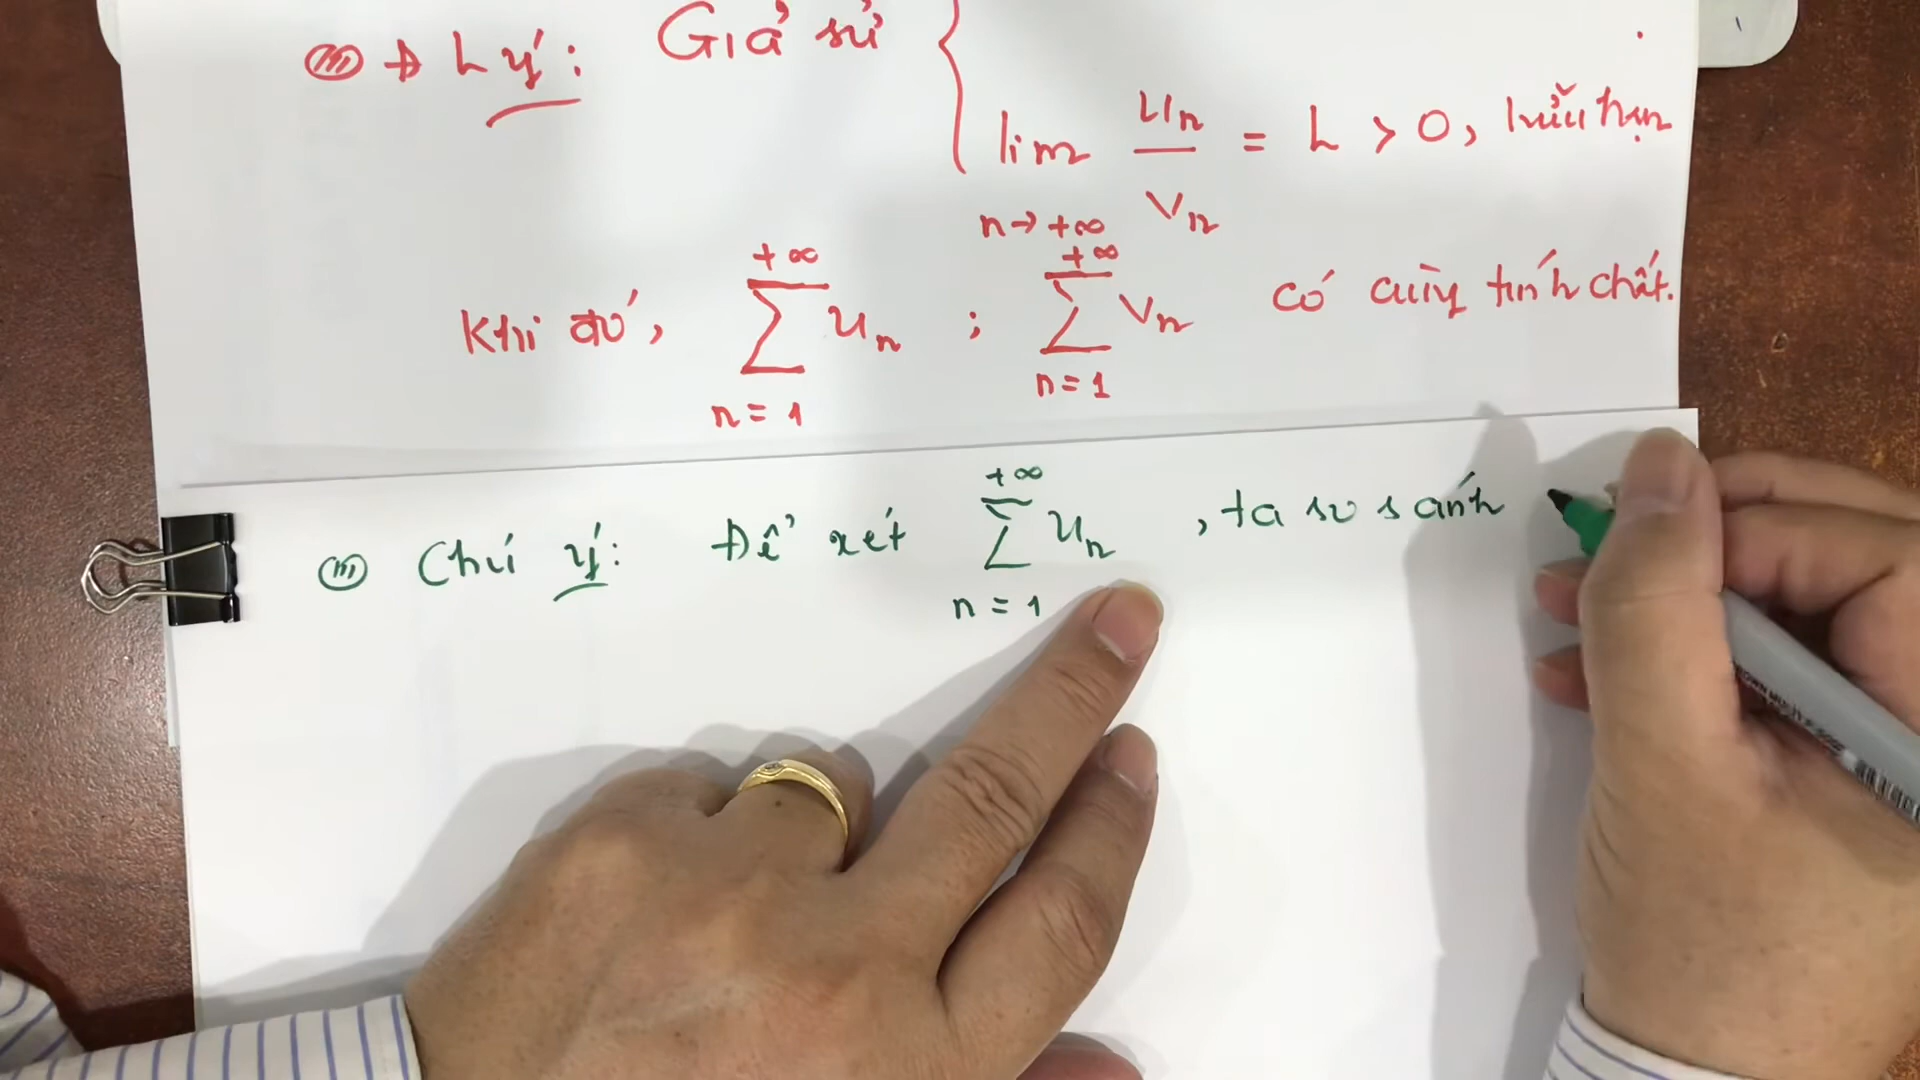 Đ Lý: Giả sử {
lim uₙ/vₙ = L > 0, hữu hạn
n→+∞
Khi đó, +∞ ∑ n=1 uₙ ; +∞ ∑ n=1 vₙ có cùng tính chất.
Chú ý: Để xét +∞ ∑ n=1 uₙ , ta so sánh